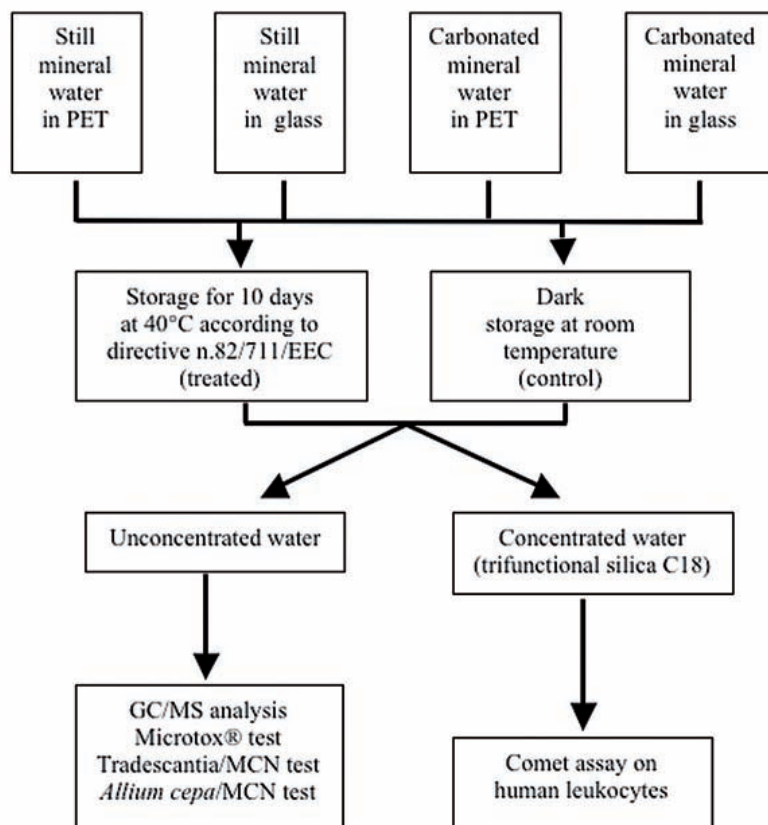 Still
mineral
water
in PET
Still
mineral
water
in glass
Carbonated
mineral
water
in PET
Carbonated
mineral
water
in glass
Storage for 10 days
at 40°C according to
directive n.82/711/EEC
(treated)
Dark
storage at room
temperature
(control)
Unconcentrated water
Concentrated water
(trifunctional silica C18)
GC/MS analysis
Microtox® test
Tradescantia/MCN test
Allium cepa/MCN test
Comet assay on
human leukocytes